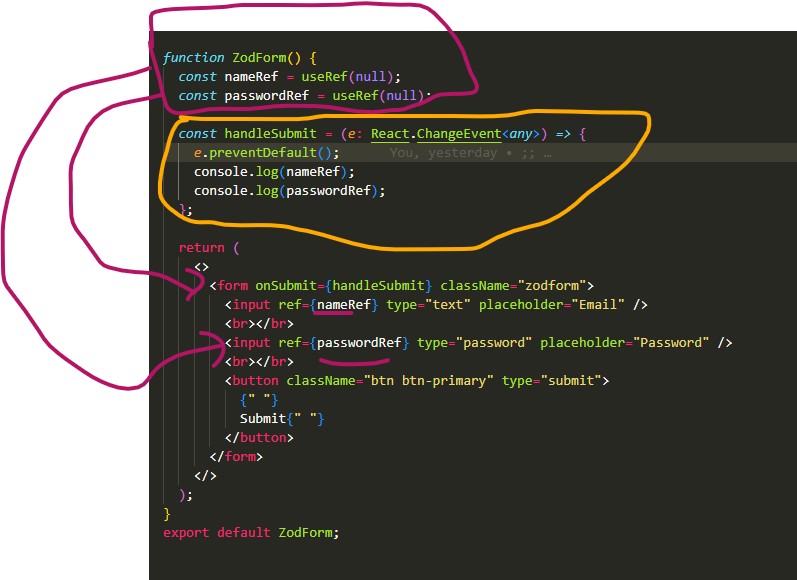 function ZodForm() {
const nameRef = useRef(null);
const passwordRef = useRef(null);
const handleSubmit = (e: React.ChangeEvent<any>) => {
e.preventDefault(); You, yesterday • ;; …
console.log(nameRef);
console.log(passwordRef);
};
return (
<>
<form onSubmit={handleSubmit} className="zodform">
<input ref={nameRef} type="text" placeholder="Email" />
<br></br>
<input ref={passwordRef} type="password" placeholder="Password" />
<br></br>
<button className="btn btn-primary" type="submit">
{" "}
Submit{" "}
</button>
</form>
</>
);
}
export default ZodForm;